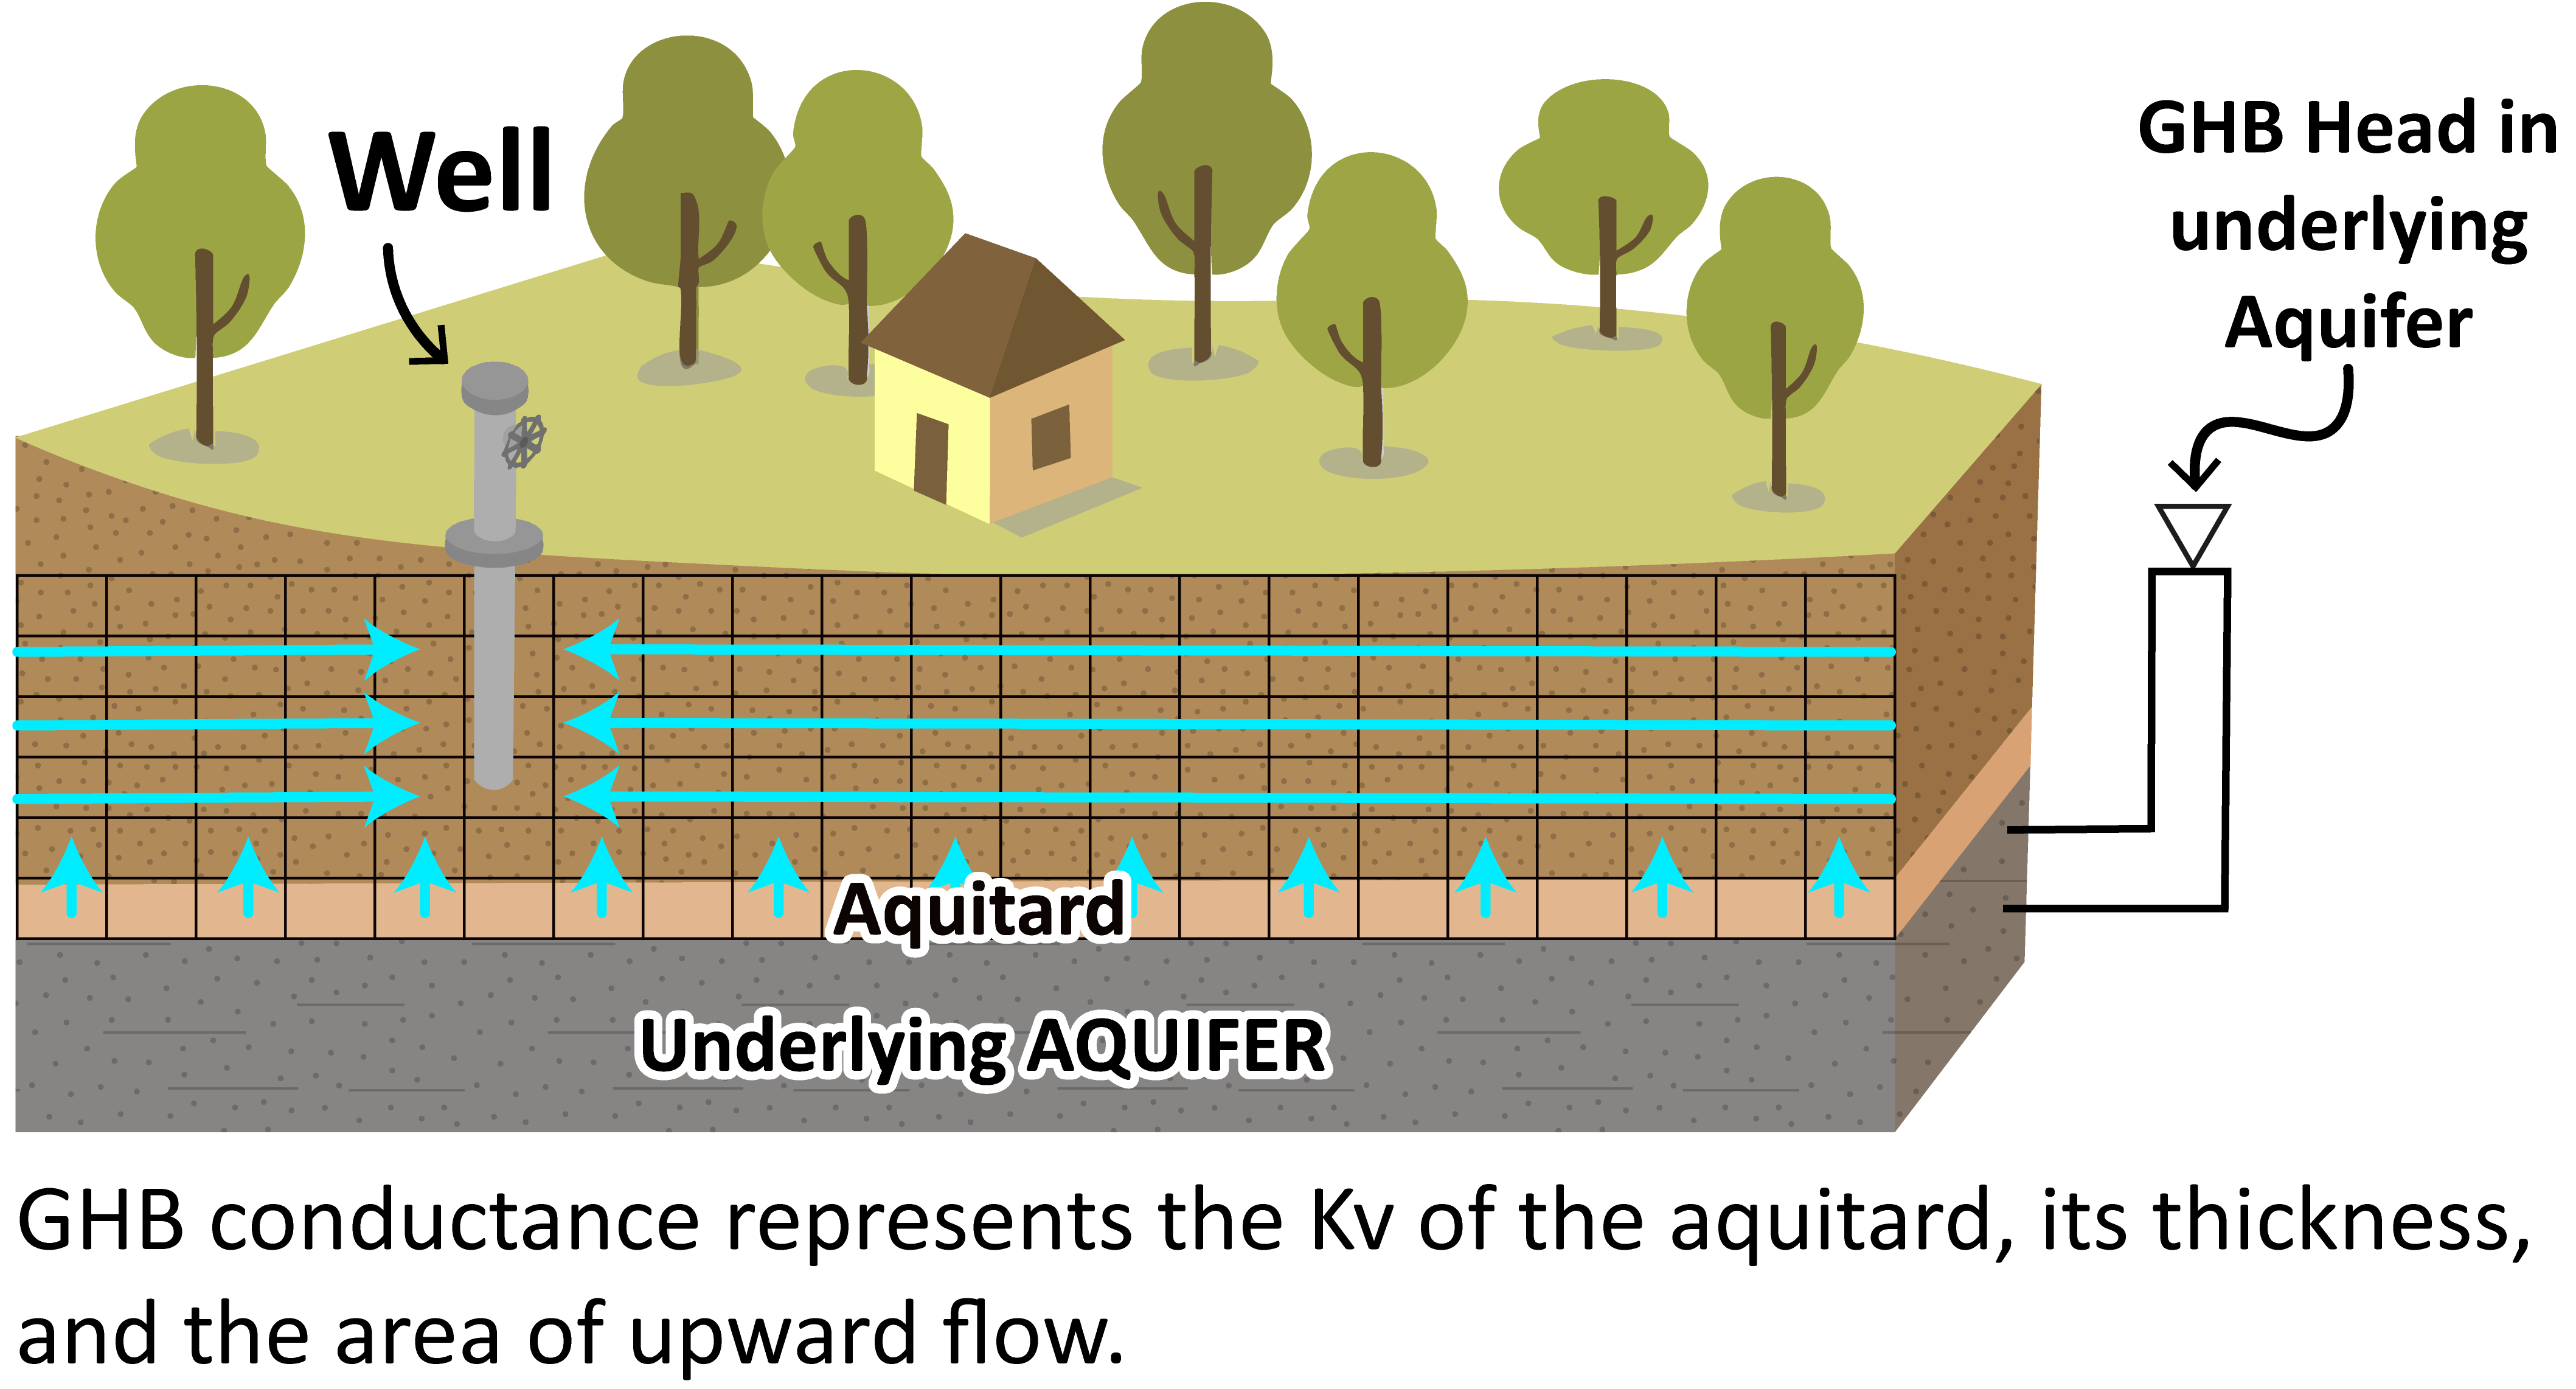 Well
GHB Head in
underlying
Aquifer
Aquitard
Underlying AQUIFER
GHB conductance represents the Kv of the aquitard, its thickness,
and the area of upward flow.